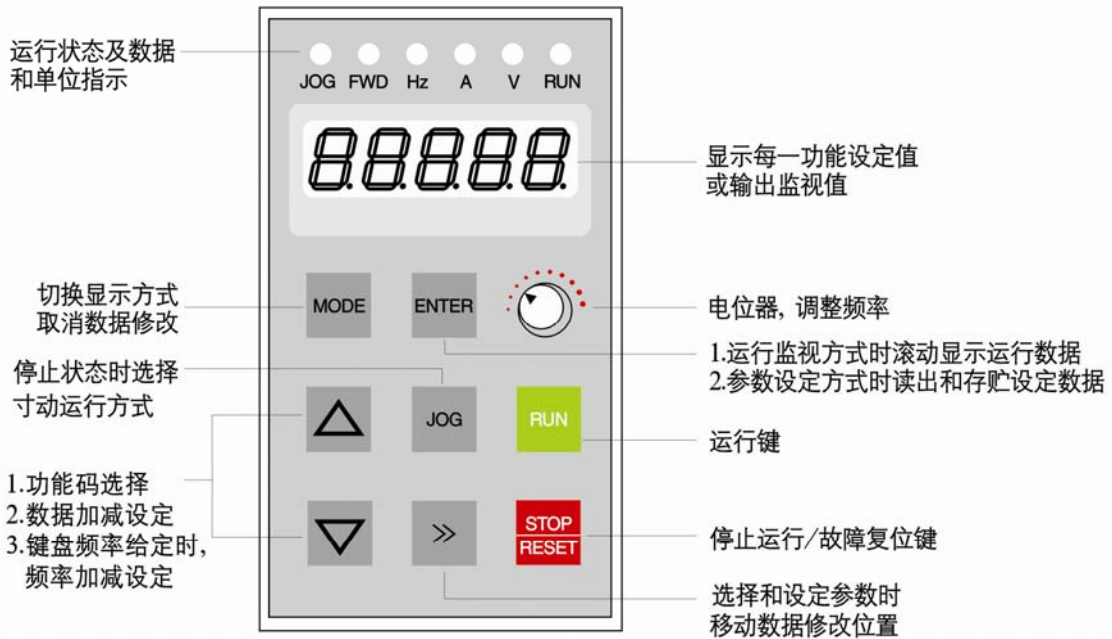 运行状态及数据
和单位指示
JOG FWD Hz A V RUN
88888
显示每一功能设定值
或输出监视值
切换显示方式
取消数据修改
MODE
ENTER
电位器, 调整频率
1.运行监视方式时滚动显示运行数据
2.参数设定方式时读出和存贮设定数据
停止状态时选择
寸动运行方式
JOG
RUN
运行键
1.功能码选择
2.数据加减设定
3.键盘频率给定时,
频率加减设定
>>
STOP
RESET
停止运行/故障复位键
选择和设定参数时
移动数据修改位置